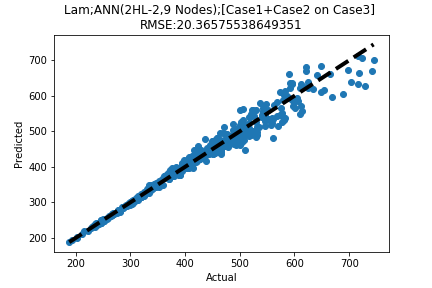 Lam;ANN(2HL-2,9 Nodes);[Case1+Case2 on Case3]
RMSE:20.36575538649351
700
600
500
400
300
200
Predicted
200 300 400 500 600 700
Actual